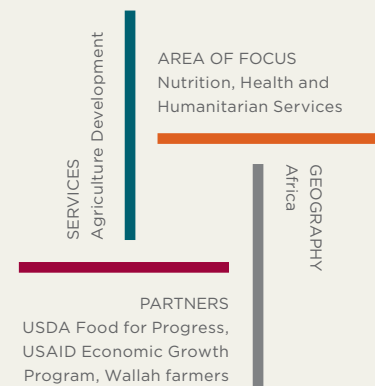 SERVICES
Agriculture Development
AREA OF FOCUS
Nutrition, Health and
Humanitarian Services
GEOGRAPHY
Africa
PARTNERS
USDA Food for Progress,
USAID Economic Growth
Program, Wallah farmers